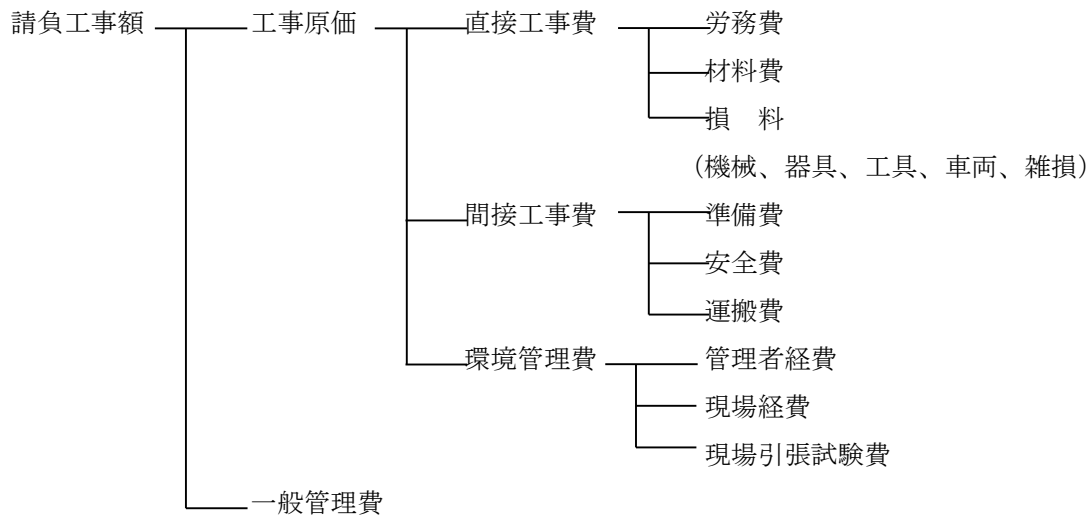 請負工事額 工事原価 直接工事費 労務費
材料費
損　料
(機械、器具、工具、車両、雑損)
間接工事費 準備費
安全費
運搬費
環境管理費 管理者経費
現場経費
現場引張試験費
一般管理費